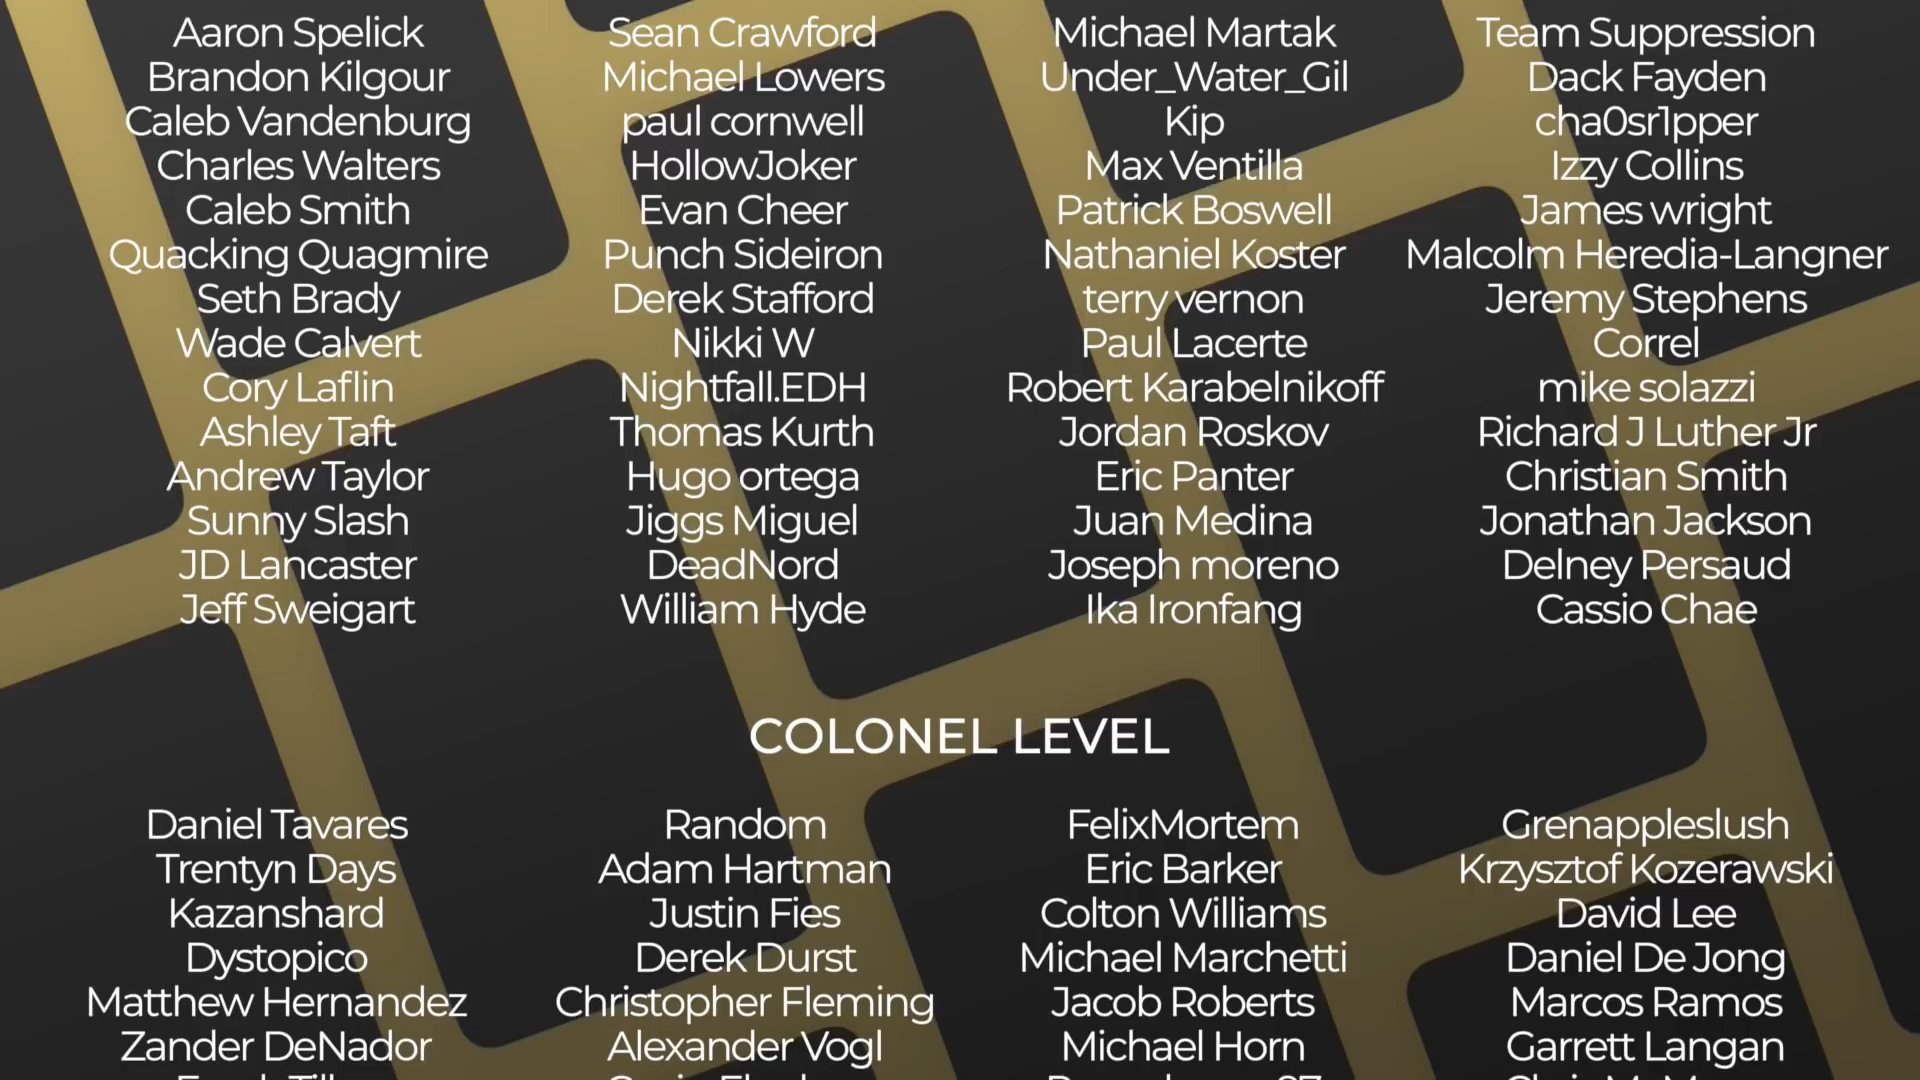 Aaron Spelick
Brandon Kilgour
Caleb Vandenburg
Charles Walters
Caleb Smith
Quacking Quagmire
Seth Brady
Wade Calvert
Cory Laflin
Ashley Taft
Andrew Taylor
Sunny Slash
JD Lancaster
Jeff Sweigart
Sean Crawford
Michael Lowers
paul cornwell
HollowJoker
Evan Cheer
Punch Sideiron
Derek Stafford
Nikki W
Nightfall.EDH
Thomas Kurth
Hugo ortega
Jiggs Miguel
DeadNord
William Hyde
Michael Martak
Under_Water_Gil
Kip
Max Ventilla
Patrick Boswell
Nathaniel Koster
terry vernon
Paul Lacerte
Robert Karabelnikoff
Jordan Roskov
Eric Panter
Juan Medina
Joseph moreno
Ika Ironfang
Team Suppression
Dack Fayden
cha0sr1pper
Izzy Collins
James wright
Malcolm Heredia-Langner
Jeremy Stephens
Correl
mike solazzi
Richard J Luther Jr
Christian Smith
Jonathan Jackson
Delney Persaud
Cassio Chae
COLONEL LEVEL
Daniel Tavares
Trentyn Days
Kazanshard
Dystopico
Matthew Hernandez
Zander DeNador
Random
Adam Hartman
Justin Fies
Derek Durst
Christopher Fleming
Alexander Vogl
FelixMortem
Eric Barker
Colton Williams
Michael Marchetti
Jacob Roberts
Michael Horn
Grenappleslush
Krzysztof Kozerawski
David Lee
Daniel De Jong
Marcos Ramos
Garrett Langan